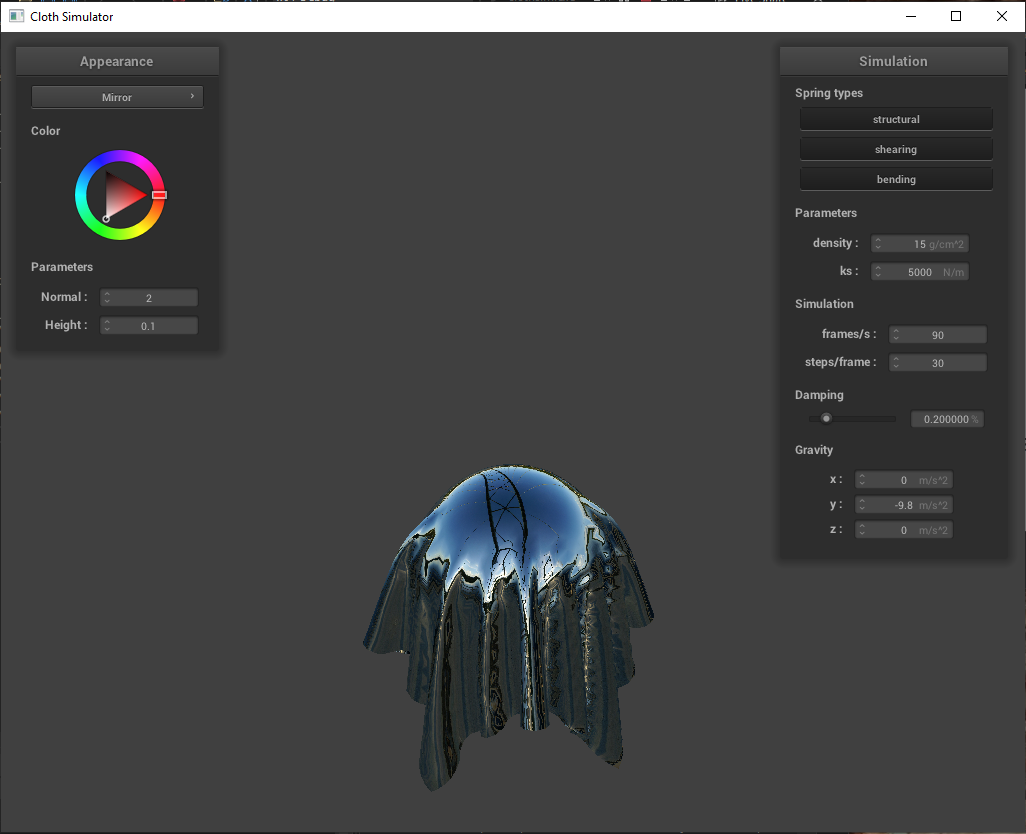 Cloth Simulator
Appearance
Mirror
Color
Parameters
Normal : 2
Height : 0.1
Simulation
Spring types
structural
shearing
bending
Parameters
density : 15 g/cm^2
ks : 5000 N/m
Simulation
frames/s : 90
steps/frame : 30
Damping
0.200000 %
Gravity
x : 0 m/s^2
y : -9.8 m/s^2
z : 0 m/s^2